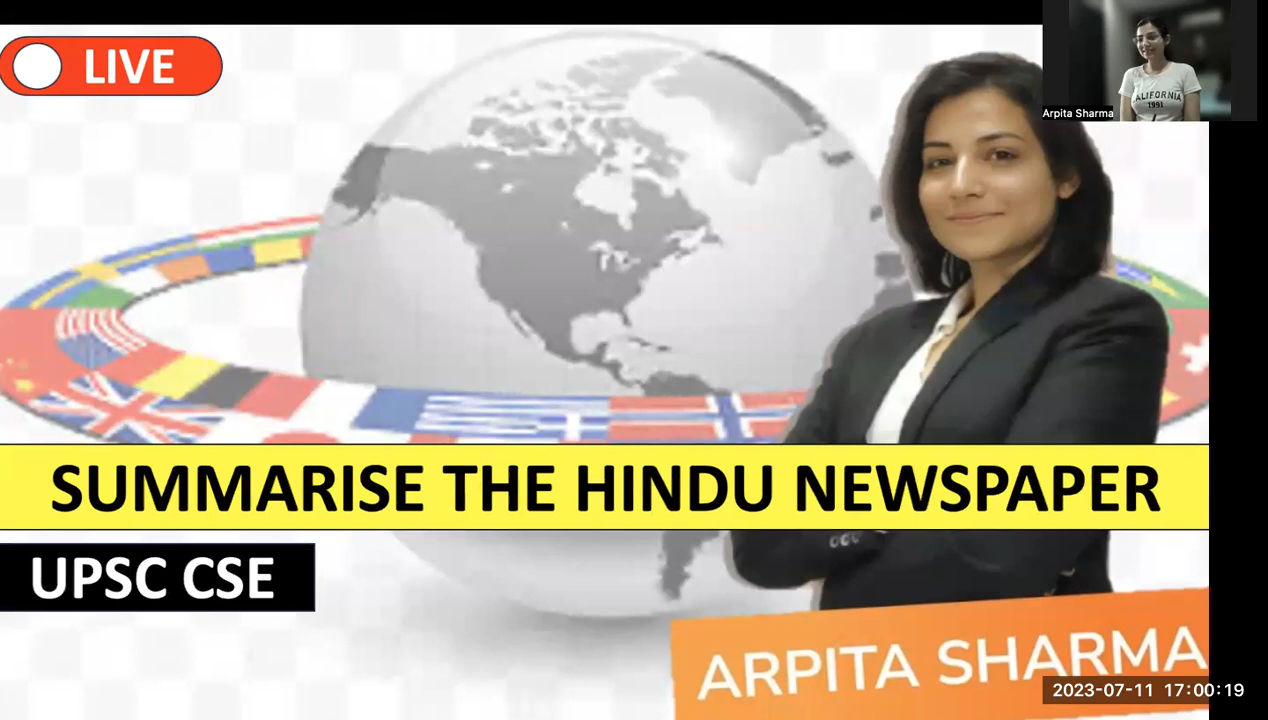 LIVE
Arpita Sharma
CALIFORNIA
1991
SUMMARISE THE HINDU NEWSPAPER
UPSC CSE
ARPITA SHARMA
2023-07-11 17:00:19